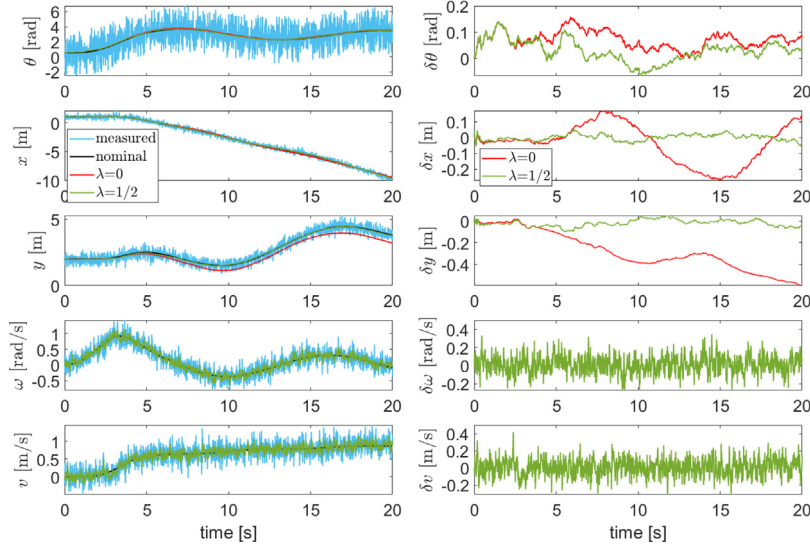 θ [rad]
6
4
2
0
-2
0 5 10 15 20
δθ [rad]
0.2
0.1
0
0 5 10 15 20
x [m]
0
-5
-10
measured
nominal
λ=0
λ=1/2
0 5 10 15 20
δx [m]
0.1
0
-0.2
λ=0
λ=1/2
0 5 10 15 20
y [m]
5
0
0 5 10 15 20
δy [m]
0
-0.2
-0.4
0 5 10 15 20
ω [rad/s]
1
0.5
0
-0.5
0 5 10 15 20
δω [rad/s]
0.4
0.2
0
-0.2
0 5 10 15 20
v [m/s]
1
0.5
0
0 5 10 15 20
time [s]
δv [m/s]
0.4
0.2
0
-0.2
0 5 10 15 20
time [s]